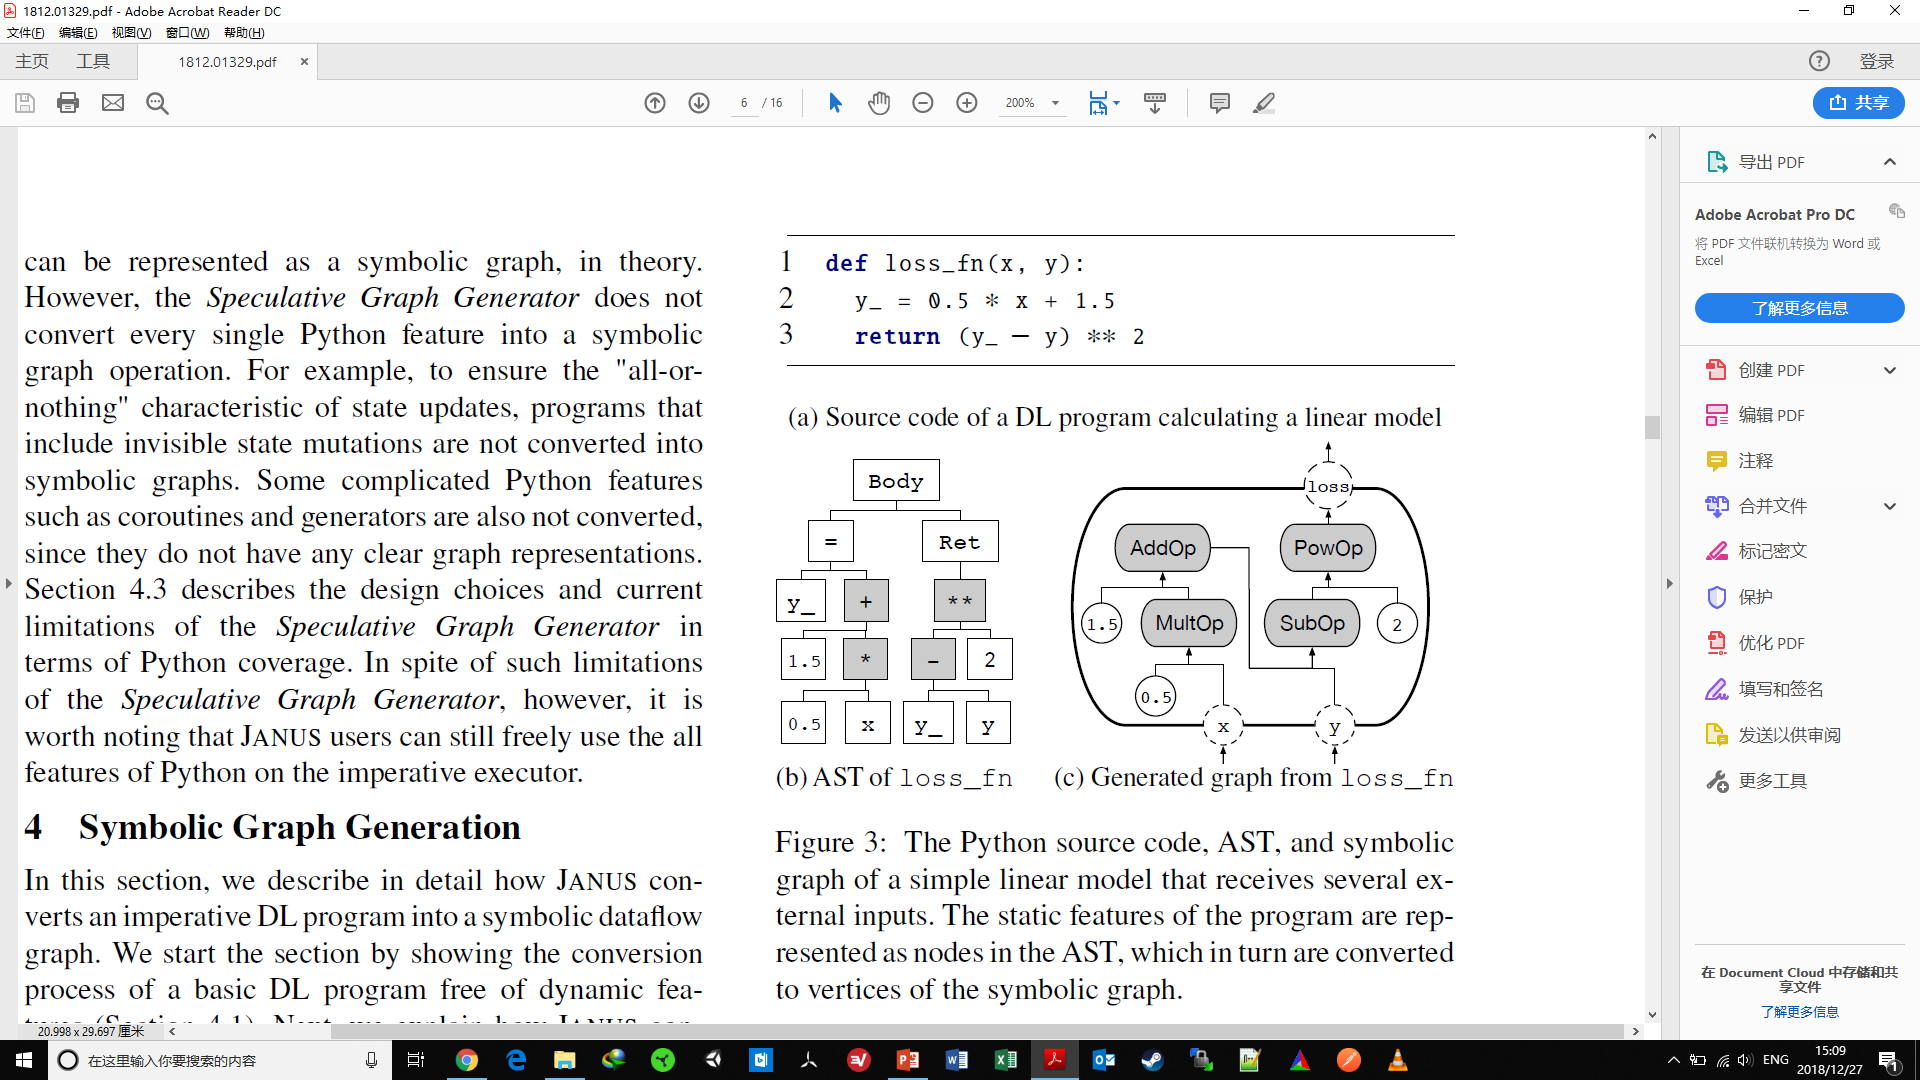 1812.01329.pdf - Adobe Acrobat Reader DC
文件(F) 编辑(E) 视图(V) 窗口(W) 帮助(H)
主页 工具 1812.01329.pdf × ? 登录
6 / 16 200% 共享
can be represented as a symbolic graph, in theory.
However, the Speculative Graph Generator does not
convert every single Python feature into a symbolic
graph operation. For example, to ensure the "all-or-
nothing" characteristic of state updates, programs that
include invisible state mutations are not converted into
symbolic graphs. Some complicated Python features
such as coroutines and generators are also not converted,
since they do not have any clear graph representations.
Section 4.3 describes the design choices and current
limitations of the Speculative Graph Generator in
terms of Python coverage. In spite of such limitations
of the Speculative Graph Generator, however, it is
worth noting that JANUS users can still freely use the all
features of Python on the imperative executor.
4 Symbolic Graph Generation
In this section, we describe in detail how JANUS con-
verts an imperative DL program into a symbolic dataflow
graph. We start the section by showing the conversion
process of a basic DL program free of dynamic fea-
1 def loss_fn(x, y):
2 y_ = 0.5 * x + 1.5
3 return (y_ − y) ** 2
(a) Source code of a DL program calculating a linear model
Body
= Ret
y_ + **
1.5 * - 2
0.5 x y_ y
(b) AST of loss_fn
loss
AddOp PowOp
1.5 MultOp SubOp 2
0.5
x y
(c) Generated graph from loss_fn
Figure 3: The Python source code, AST, and symbolic
graph of a simple linear model that receives several ex-
ternal inputs. The static features of the program are rep-
resented as nodes in the AST, which in turn are converted
to vertices of the symbolic graph.
20.998 x 29.697 厘米
导出 PDF
Adobe Acrobat Pro DC
将 PDF 文件联机转换为 Word 或
Excel
了解更多信息
创建 PDF
编辑 PDF
注释
合并文件
标记密文
保护
优化 PDF
填写和签名
发送以供审阅
更多工具
在 Document Cloud 中存储和共
享文件
了解更多信息
在这里输入你要搜索的内容
ENG
15:09
2018/12/27
1